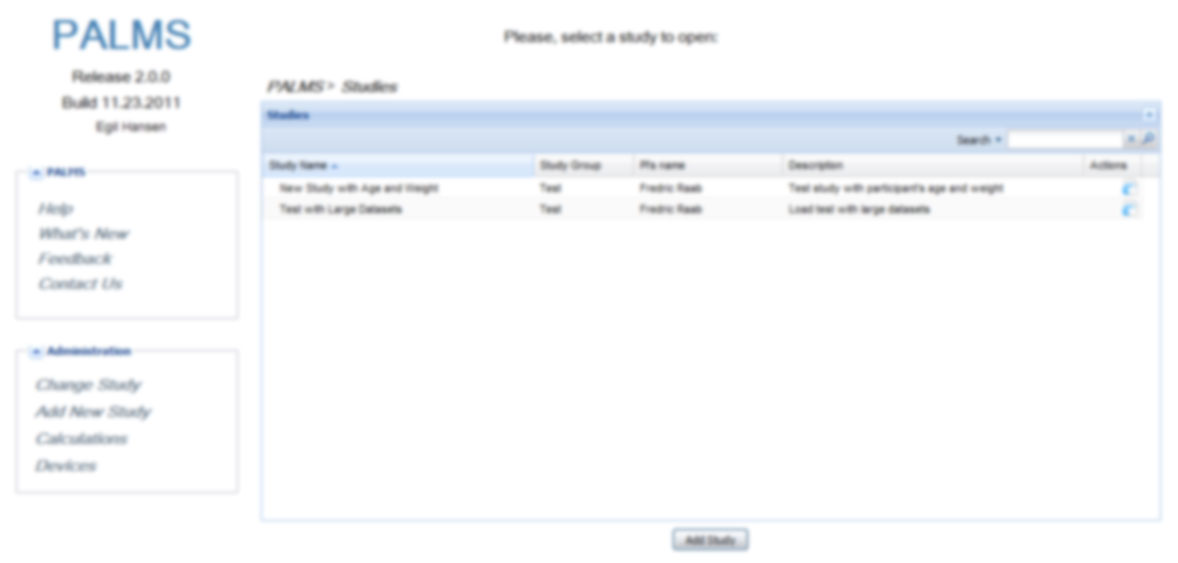 PALMS
Release 2.0.0
Build 11.23.2011
Egil Hansen
PALMS
Help
What's New
Feedback
Contact Us
Administration
Change Study
Add New Study
Calculations
Devices
Please, select a study to open:
PALMS > Studies
Studies
Search
Study Name Study Group PI's name Description Actions
New Study with Age and Weight Test Fredric Raab Test study with participant's age and weight
Test with Large Datasets Test Fredric Raab Load test with large datasets
Add Study